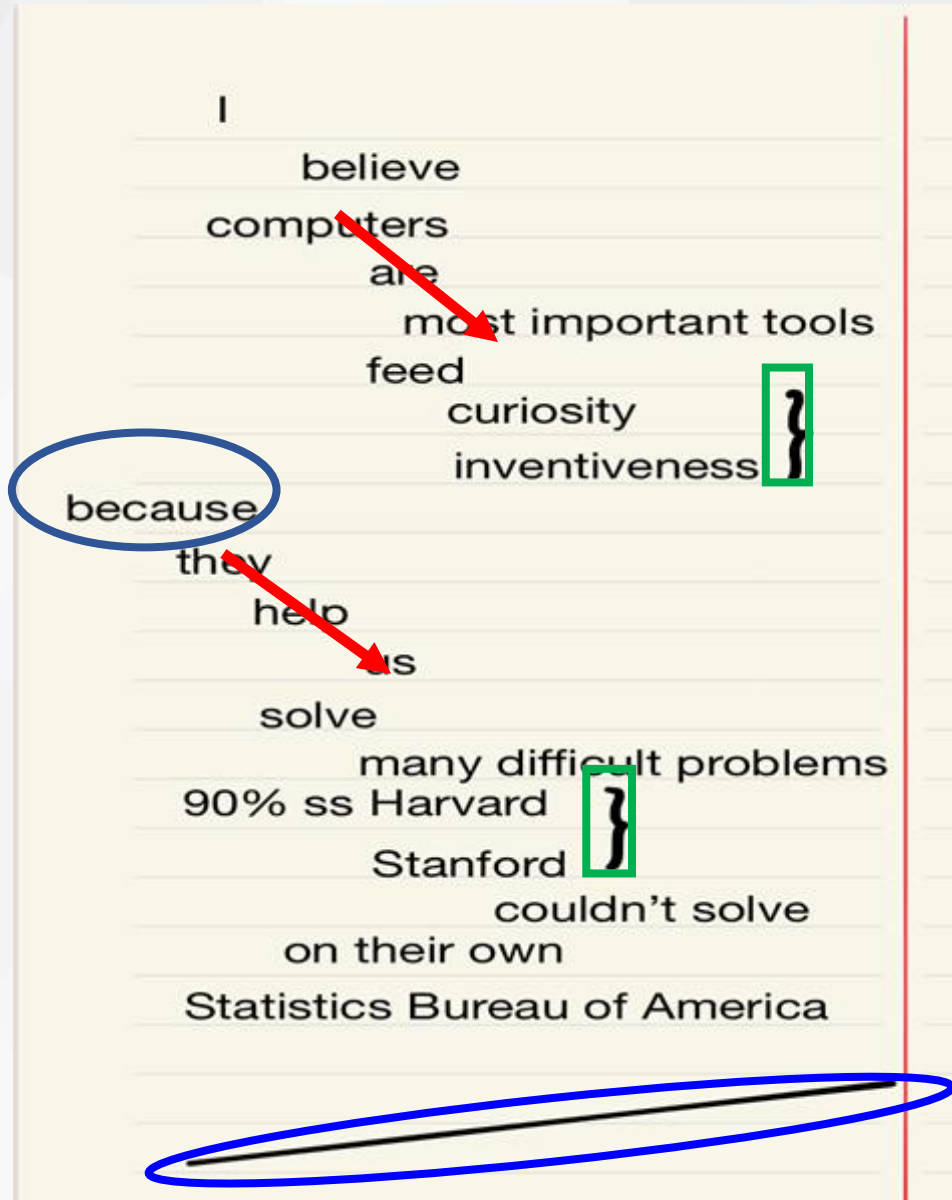 I
believe
computers
are
most important tools
feed
curiosity
inventiveness
because
they
help
us
solve
many difficult problems
90% ss Harvard
Stanford
couldn't solve
on their own
Statistics Bureau of America